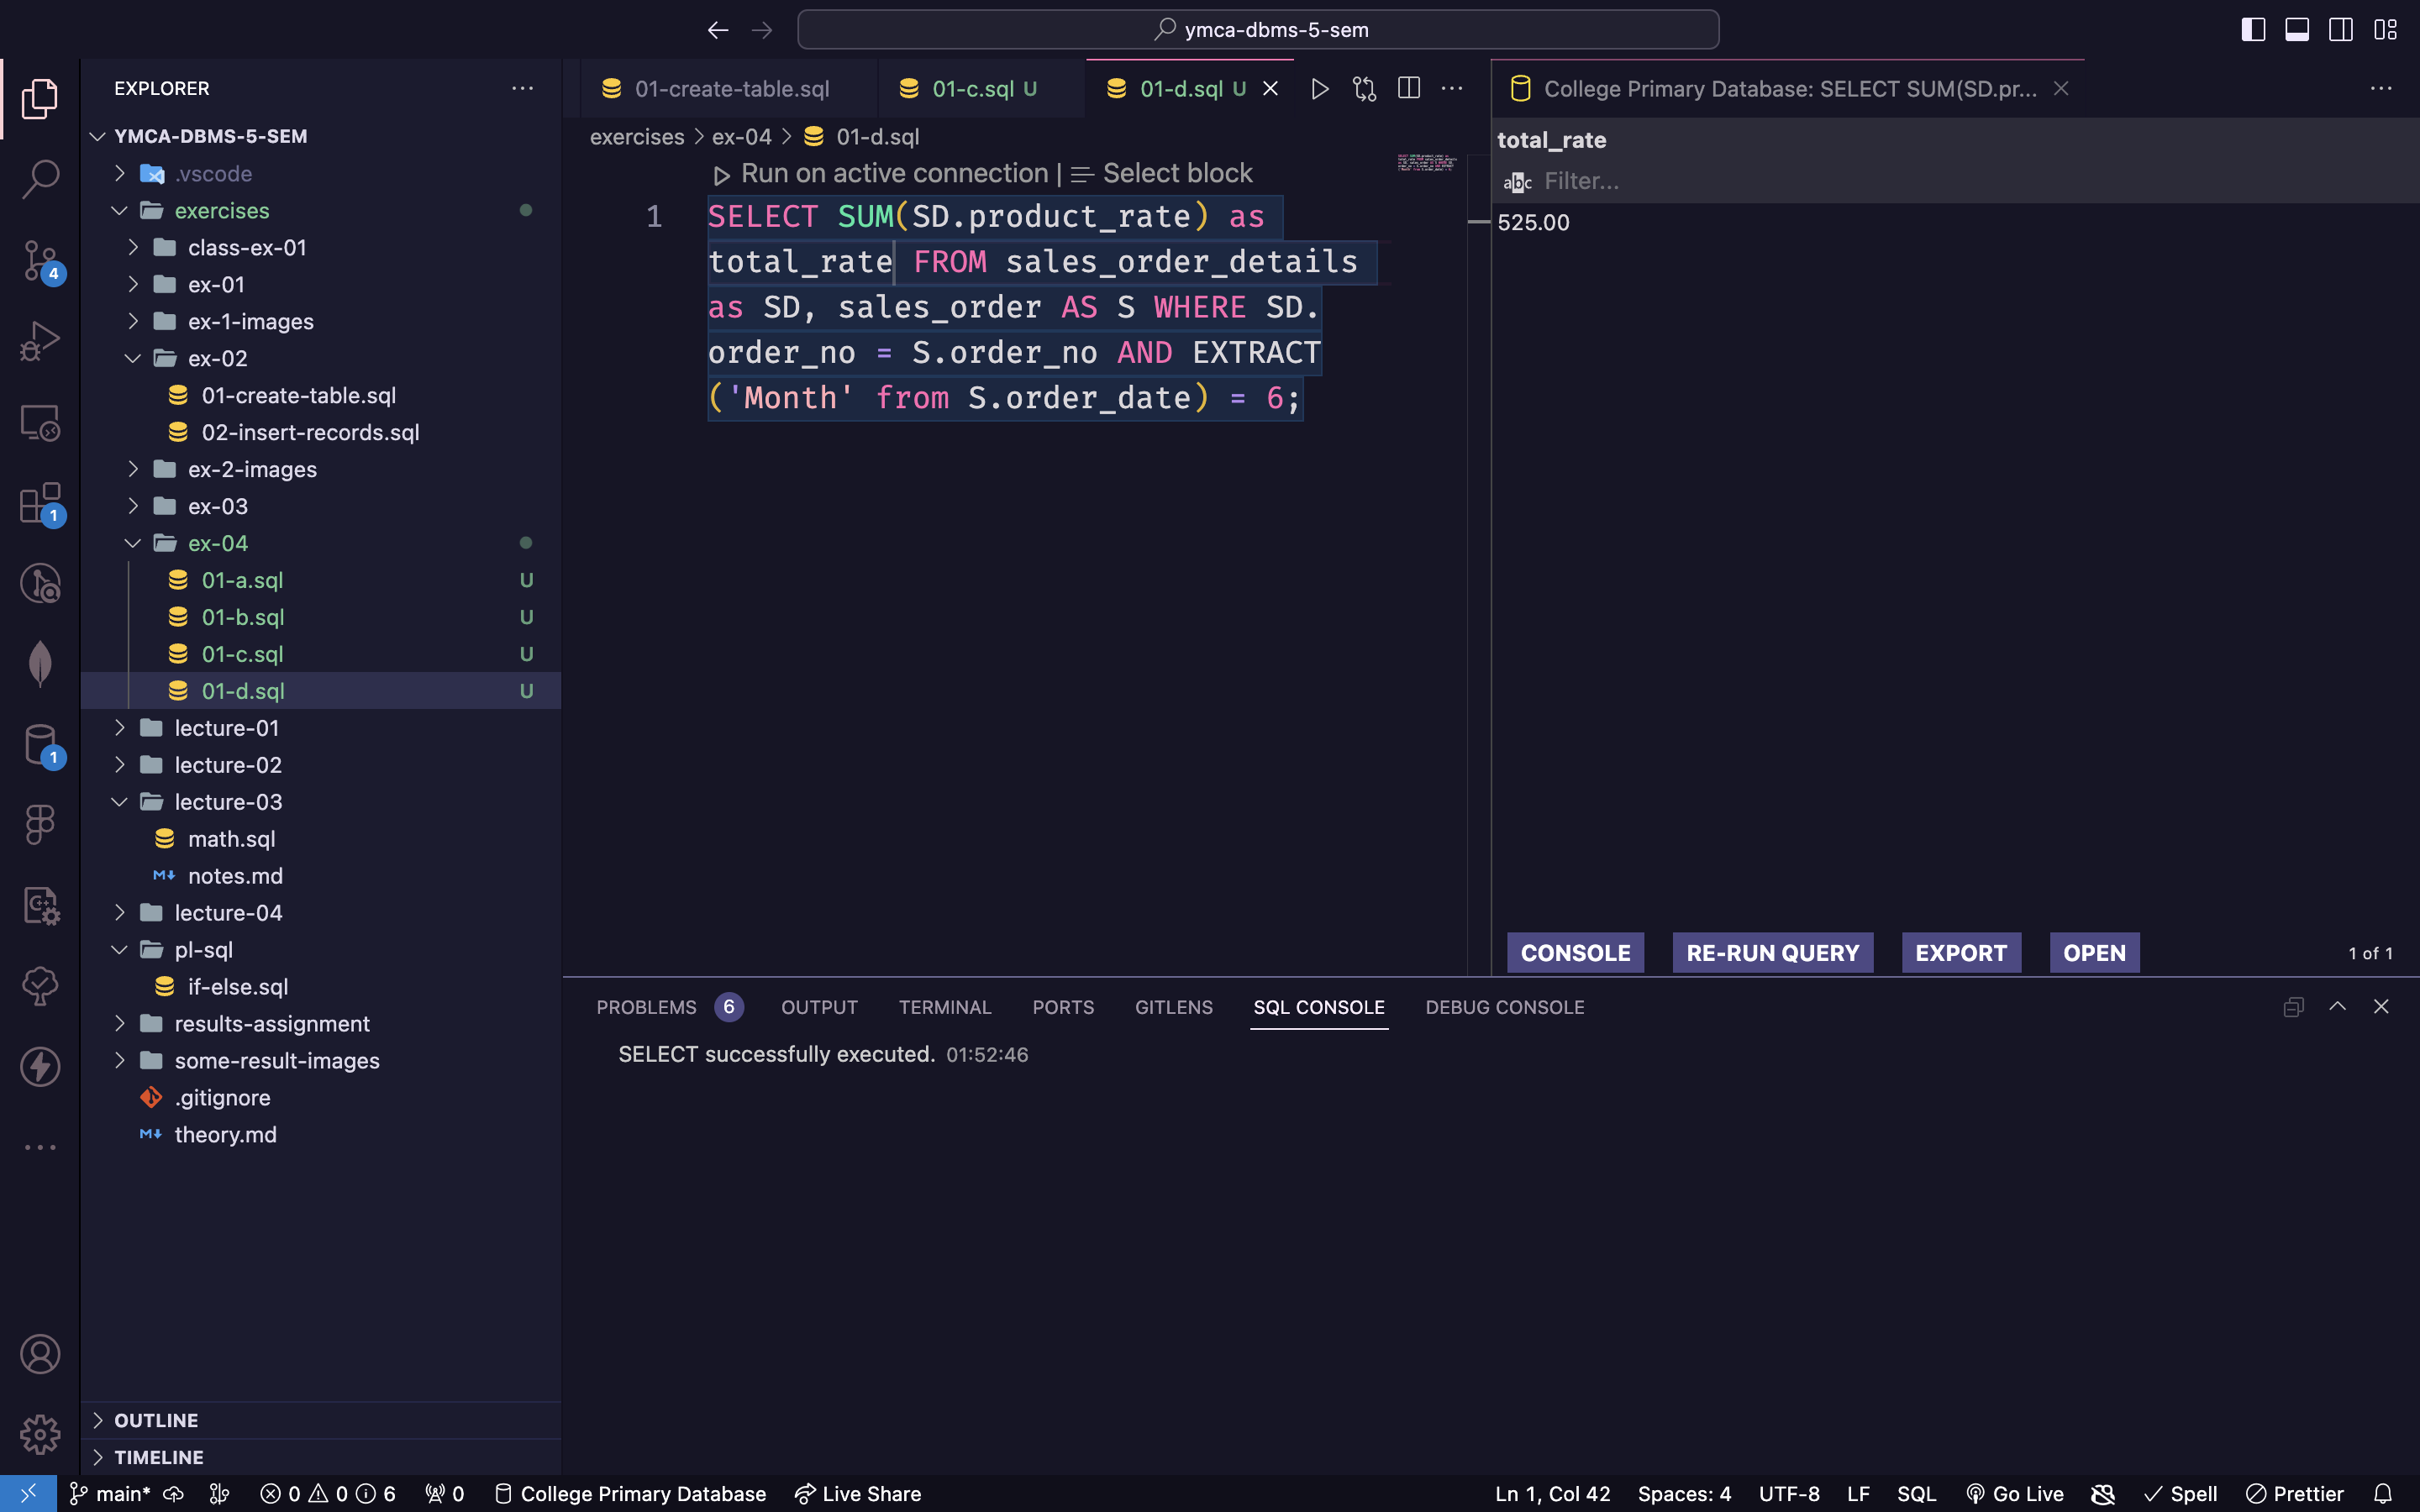 ymca-dbms-5-sem
EXPLORER
YMCA-DBMS-5-SEM
.vscode
exercises
class-ex-01
ex-01
ex-1-images
ex-02
01-create-table.sql
02-insert-records.sql
ex-2-images
ex-03
ex-04
01-a.sql U
01-b.sql U
01-c.sql U
01-d.sql U
lecture-01
lecture-02
lecture-03
math.sql
notes.md
lecture-04
pl-sql
if-else.sql
results-assignment
some-result-images
.gitignore
theory.md
OUTLINE
TIMELINE
4
1
1
01-create-table.sql
01-c.sql U
01-d.sql U
exercises > ex-04 > 01-d.sql
Run on active connection | Select block
1 SELECT SUM(SD.product_rate) as
total_rate FROM sales_order_details
as SD, sales_order AS S WHERE SD.
order_no = S.order_no AND EXTRACT
('Month' from S.order_date) = 6;
College Primary Database: SELECT SUM(SD.pr...
total_rate
abc Filter...
525.00
CONSOLE RE-RUN QUERY EXPORT OPEN 1 of 1
PROBLEMS 6 OUTPUT TERMINAL PORTS GITLENS SQL CONSOLE DEBUG CONSOLE
SELECT successfully executed. 01:52:46
main* 0 0 6 0 College Primary Database Live Share Ln 1, Col 42 Spaces: 4 UTF-8 LF SQL Go Live Spell Prettier